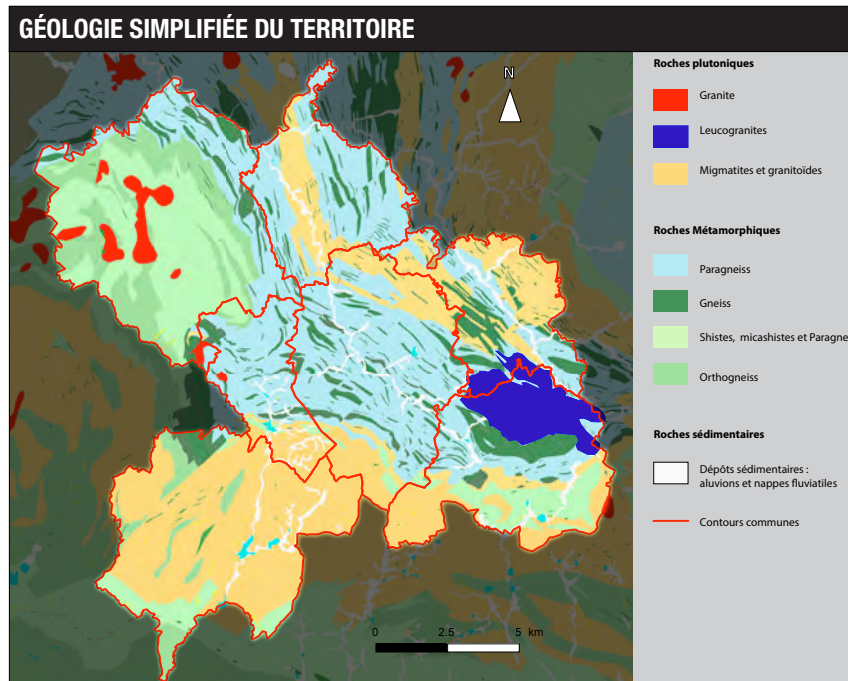 GÉOLOGIE SIMPLIFIÉE DU TERRITOIRE
N
0 2.5 5 km
Roches plutoniques
Granite
Leucogranites
Migmatites et granitoïdes
Roches Métamorphiques
Paragneiss
Gneiss
Shistes, micashistes et Paragne
Orthogneiss
Roches sédimentaires
Dépôts sédimentaires :
aluvions et nappes fluviatiles
Contours communes